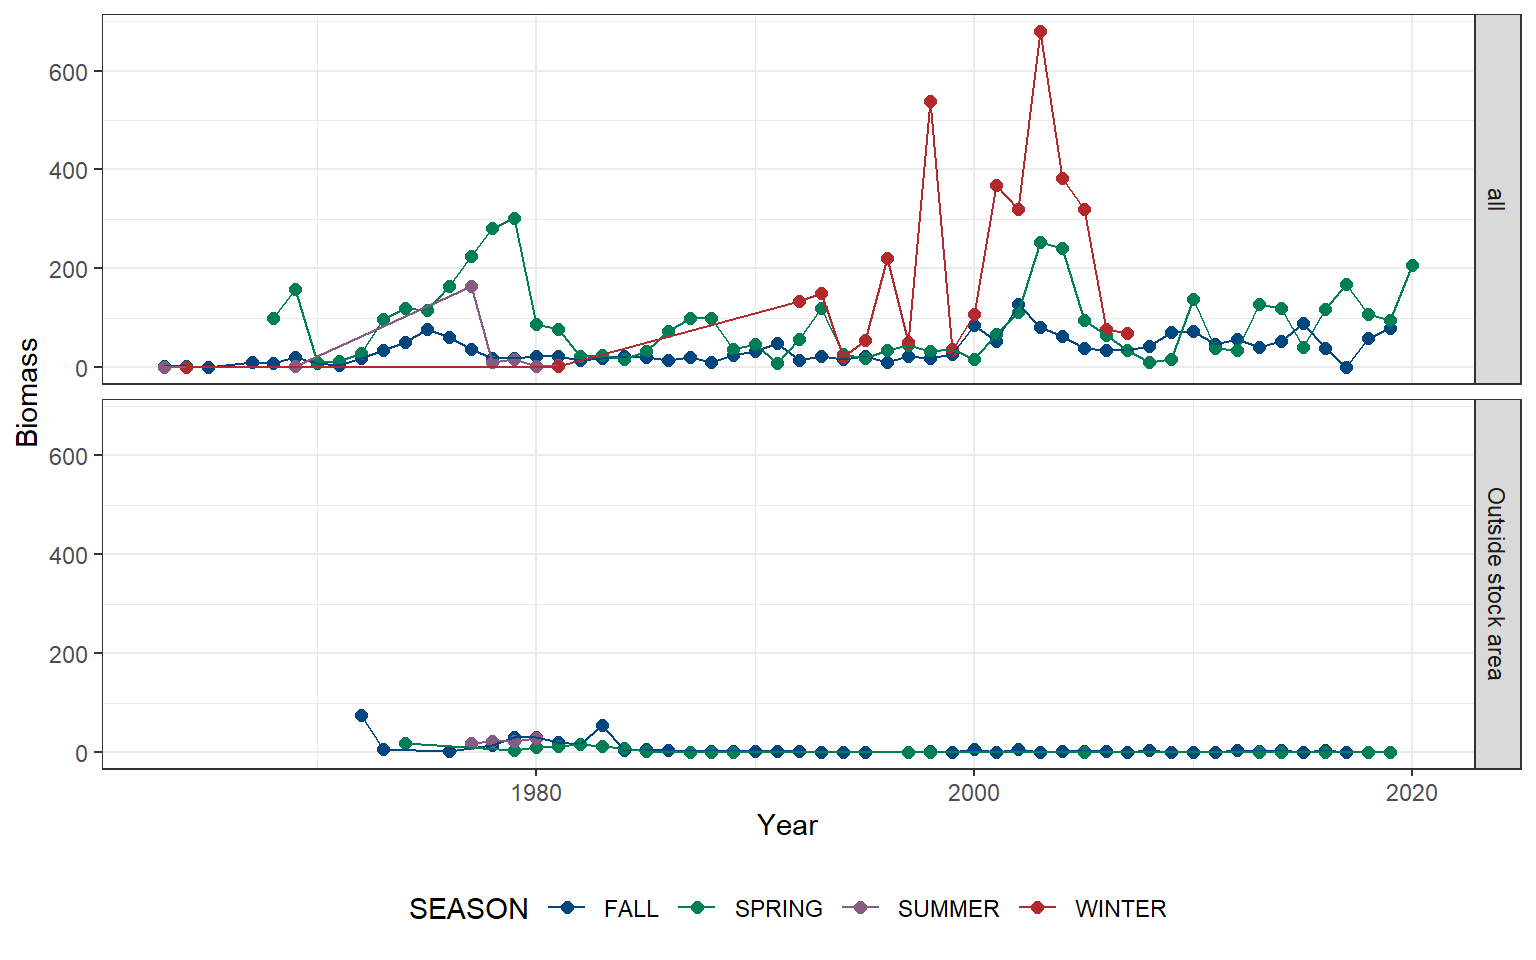 Biomass
600
400
200
0
all
600
400
200
0
Outside stock area
1980 2000 2020
Year
SEASON FALL SPRING SUMMER WINTER